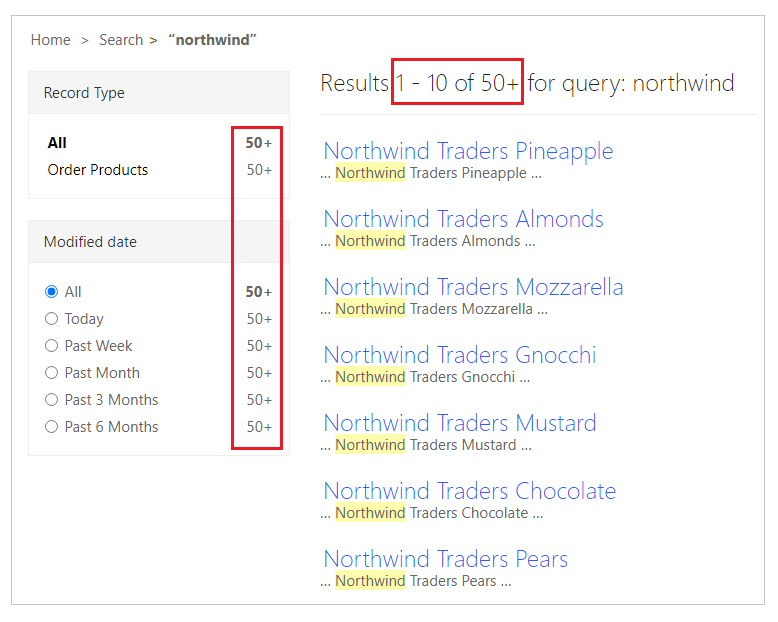 Home > Search > “northwind”
Record Type
All 50+
Order Products 50+
Modified date
All 50+
Today 50+
Past Week 50+
Past Month 50+
Past 3 Months 50+
Past 6 Months 50+
Results 1 - 10 of 50+ for query: northwind
Northwind Traders Pineapple
... Northwind Traders Pineapple ...
Northwind Traders Almonds
... Northwind Traders Almonds ...
Northwind Traders Mozzarella
... Northwind Traders Mozzarella ...
Northwind Traders Gnocchi
... Northwind Traders Gnocchi ...
Northwind Traders Mustard
... Northwind Traders Mustard ...
Northwind Traders Chocolate
... Northwind Traders Chocolate ...
Northwind Traders Pears
... Northwind Traders Pears ...